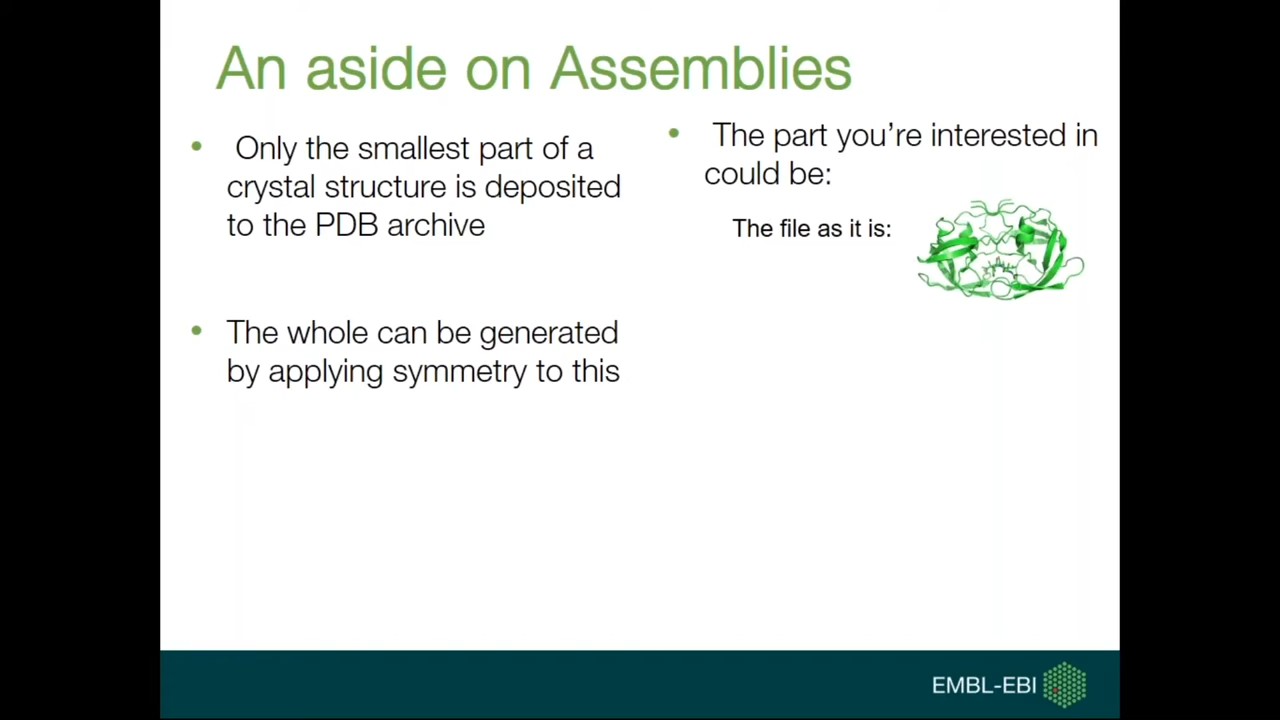 An aside on Assemblies
• Only the smallest part of a
crystal structure is deposited
to the PDB archive
• The whole can be generated
by applying symmetry to this
• The part you’re interested in
could be:
The file as it is:
EMBL-EBI